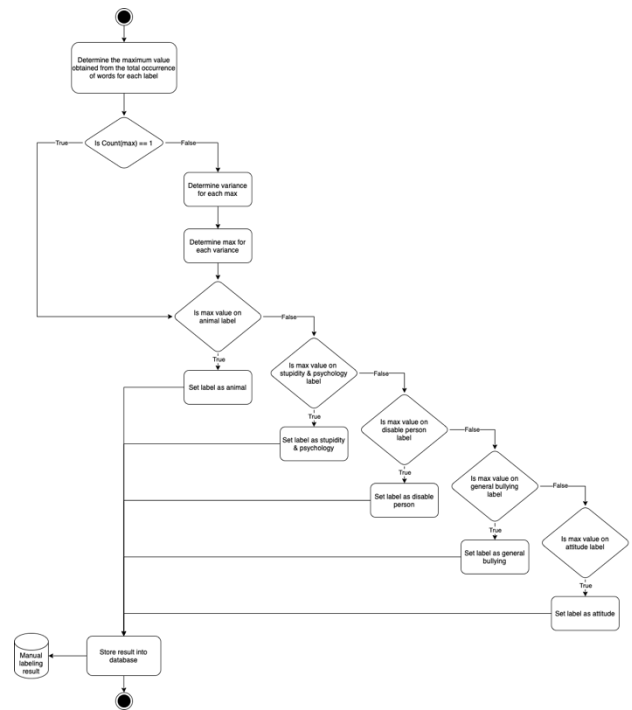 Determine the maximum value
obtained from the total occurrence
of words for each label
True
Is Count(max) == 1
False
Determine variance
for each max
Determine max for
each variance
Is max value on
animal label
False
True
Set label as animal
Is max value on
stupidity & psychology
label
False
True
Set label as stupidity
& psychology
Is max value on
disable person
label
False
True
Set label as disable
person
Is max value on
general bullying
label
False
True
Set label as general
bullying
Is max value on
attitude label
True
Set label as attitude
Manual
labeling
result
Store result into
database